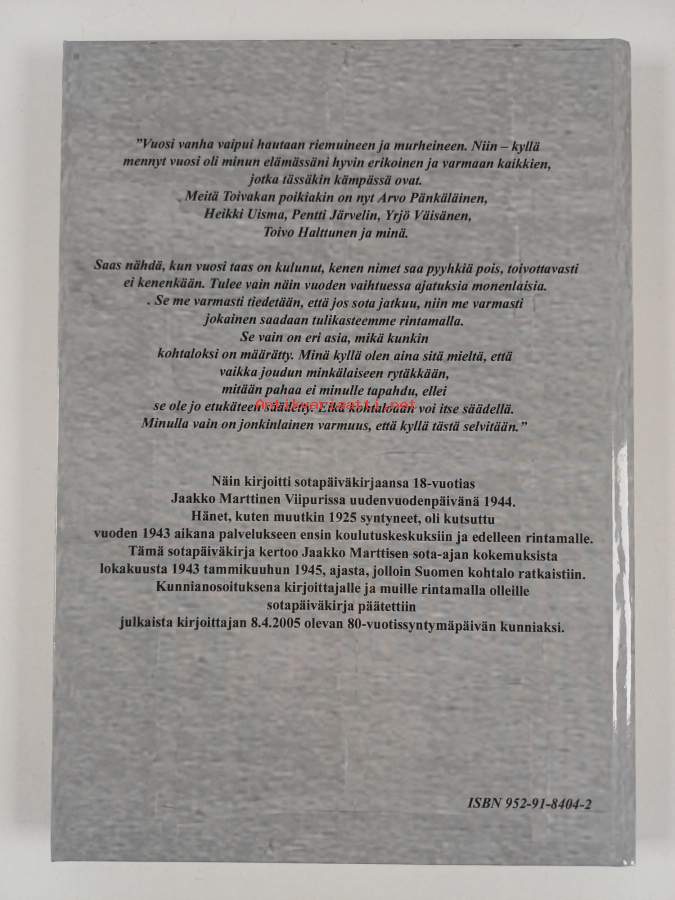 "Vuosi vanha vaipui hautaan riemuineen ja murheineen. Niin – kyllä
mennyt vuosi oli minun elämässäni hyvin erikoinen ja varmaan kaikkien,
jotka tässäkin kämpässä ovat.
Meitä Toivakan poikiakin on nyt Arvo Pänkäläinen,
Heikki Uisma, Pentti Järvelin, Yrjö Väisänen,
Toivo Halttunen ja minä.
Saas nähdä, kun vuosi taas on kulunut, kenen nimet saa pyyhkiä pois, toivottavasti
ei kenenkään. Tulee vain näin vuoden vaihtuessa ajatuksia monenlaisia.
. Se me varmasti tiedetään, että jos sota jatkuu, niin me varmasti
jokainen saadaan tulikasteemme rintamalla.
Se vain on eri asia, mikä kunkin
kohtaloksi on määrätty. Minä kyllä olen aina sitä mieltä, että
vaikka joudun minkälaiseen rytäkkään,
mitään pahaa ei minulle tapahdu, ellei
se ole jo etukäteen säädetty. Eikä kohtaloaan voi itse säädellä.
Antikvariaatti.net
Minulla vain on jonkinlainen varmuus, että kyllä tästä selvitään."
Näin kirjoitti sotapäiväkirjaansa 18-vuotias
Jaakko Marttinen Viipurissa uudenvuodenpäivänä 1944.
Hänet, kuten muutkin 1925 syntyneet, oli kutsuttu
vuoden 1943 aikana palvelukseen ensin koulutuskeskuksiin ja edelleen rintamalle.
Tämä sotapäiväkirja kertoo Jaakko Marttisen sota-ajan kokemuksista
lokakuusta 1943 tammikuuhun 1945, ajasta, jolloin Suomen kohtalo ratkaistiin.
Kunnianosoituksena kirjoittajalle ja muille rintamalla olleille
sotapäiväkirja päätettiin
julkaista kirjoittajan 8.4.2005 olevan 80-vuotissyntymäpäivän kunniaksi.
ISBN 952-91-8404-2